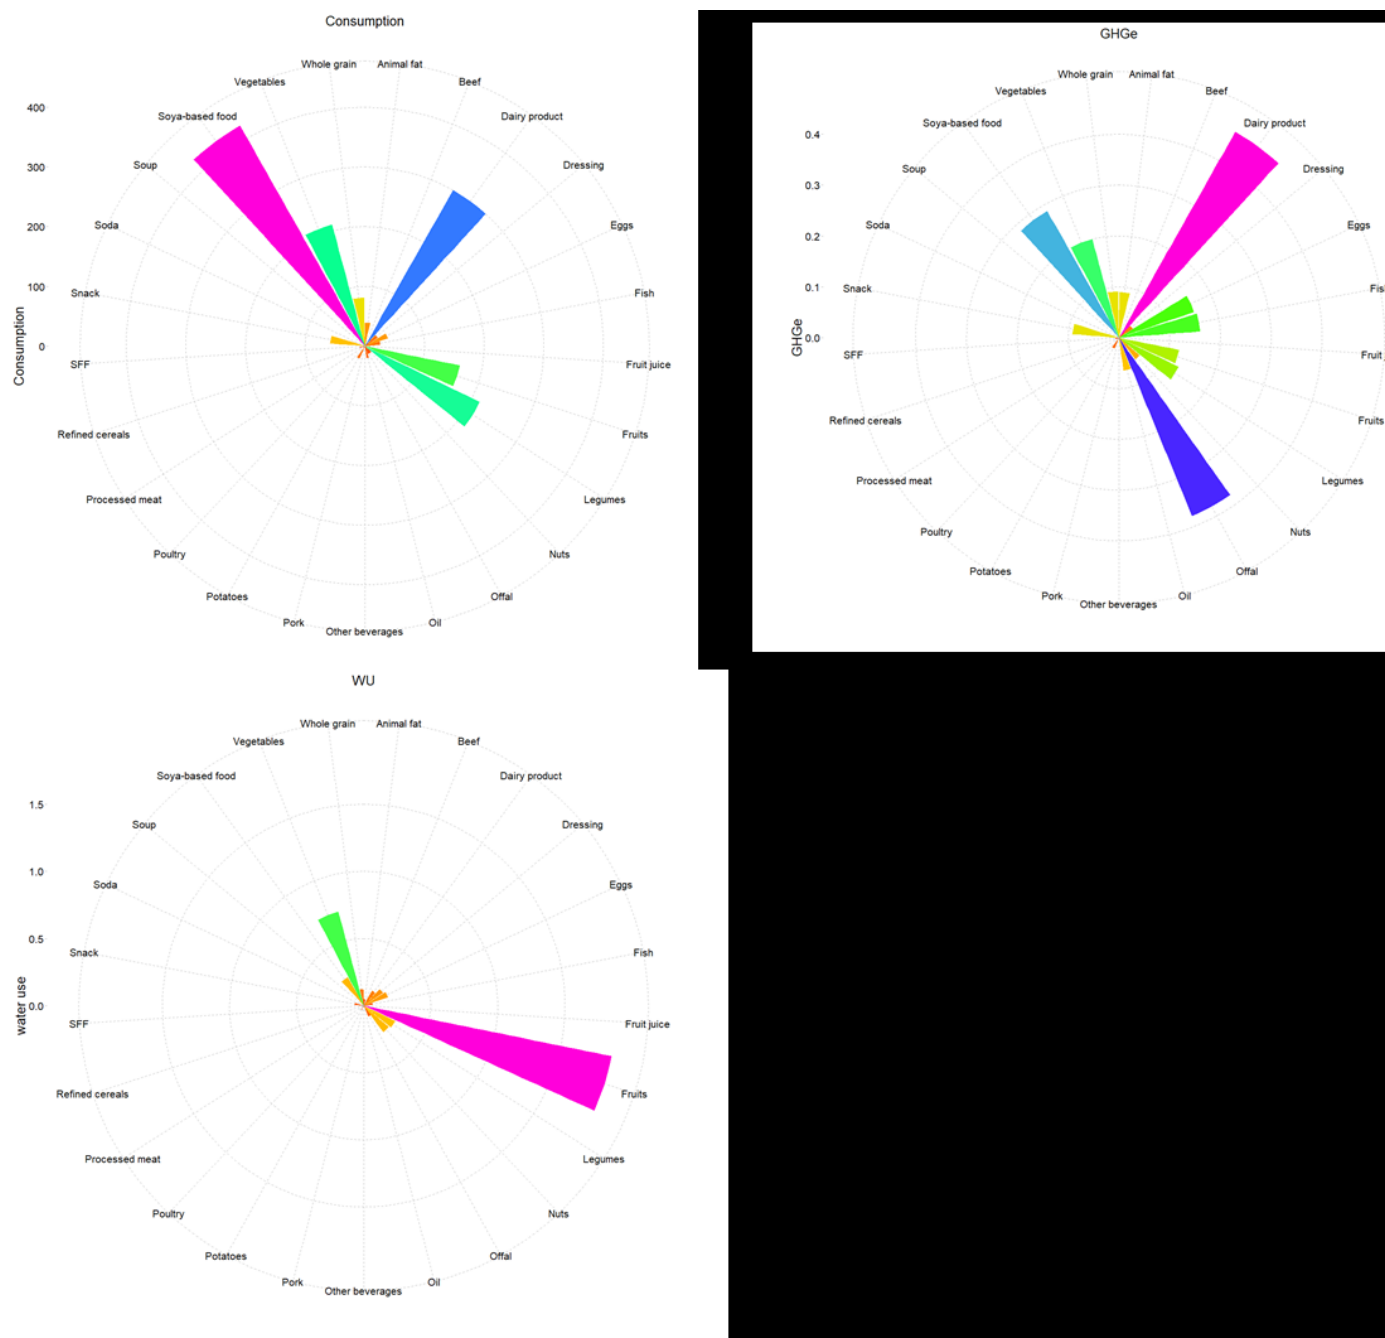 Consumption
Whole grain
Animal fat
Vegetables
Beef
Soya-based food
Dairy product
Soup
Dressing
Soda
Eggs
Snack
Fish
SFF
Fruit juice
Refined cereals
Fruits
Processed meat
Legumes
Poultry
Nuts
Potatoes
Offal
Pork
Oil
Other beverages
400
300
200
100
0
Consumption
GHGe
Whole grain
Animal fat
Vegetables
Beef
Soya-based food
Dairy product
Soup
Dressing
Soda
Eggs
Snack
SFF
Fruit
Refined cereals
Fruits
Processed meat
Legumes
Poultry
Nuts
Potatoes
Offal
Pork
Oil
Other beverages
0.4
0.3
0.2
0.1
0.0
GHGe
WU
Whole grain
Animal fat
Vegetables
Beef
Soya-based food
Dairy product
Soup
Dressing
Soda
Eggs
Snack
Fish
SFF
Fruit juice
Refined cereals
Fruits
Processed meat
Legumes
Poultry
Nuts
Potatoes
Offal
Pork
Oil
Other beverages
1.5
1.0
0.5
0.0
water use